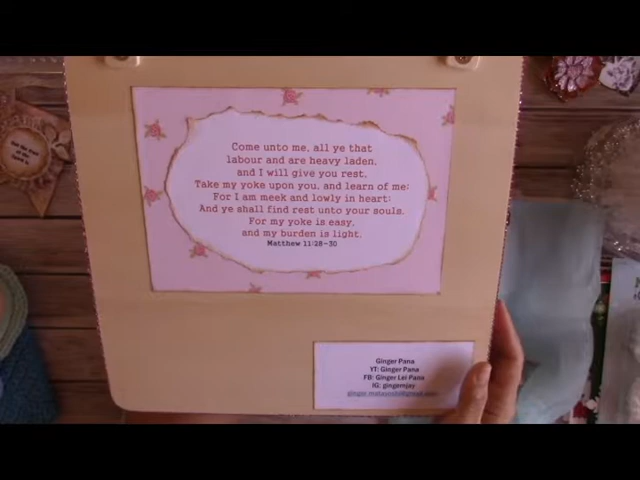 Come unto me, all ye that
labour and are heavy laden,
and I will give you rest.
Take my yoke upon you, and learn of me;
For I am meek and lowly in heart:
And ye shall find rest unto your souls.
For my yoke is easy,
and my burden is light.
Matthew 11:28-30
Ginger Pana
YT: Ginger Pana
FB: Ginger Lei Pana
IG: gingernjay